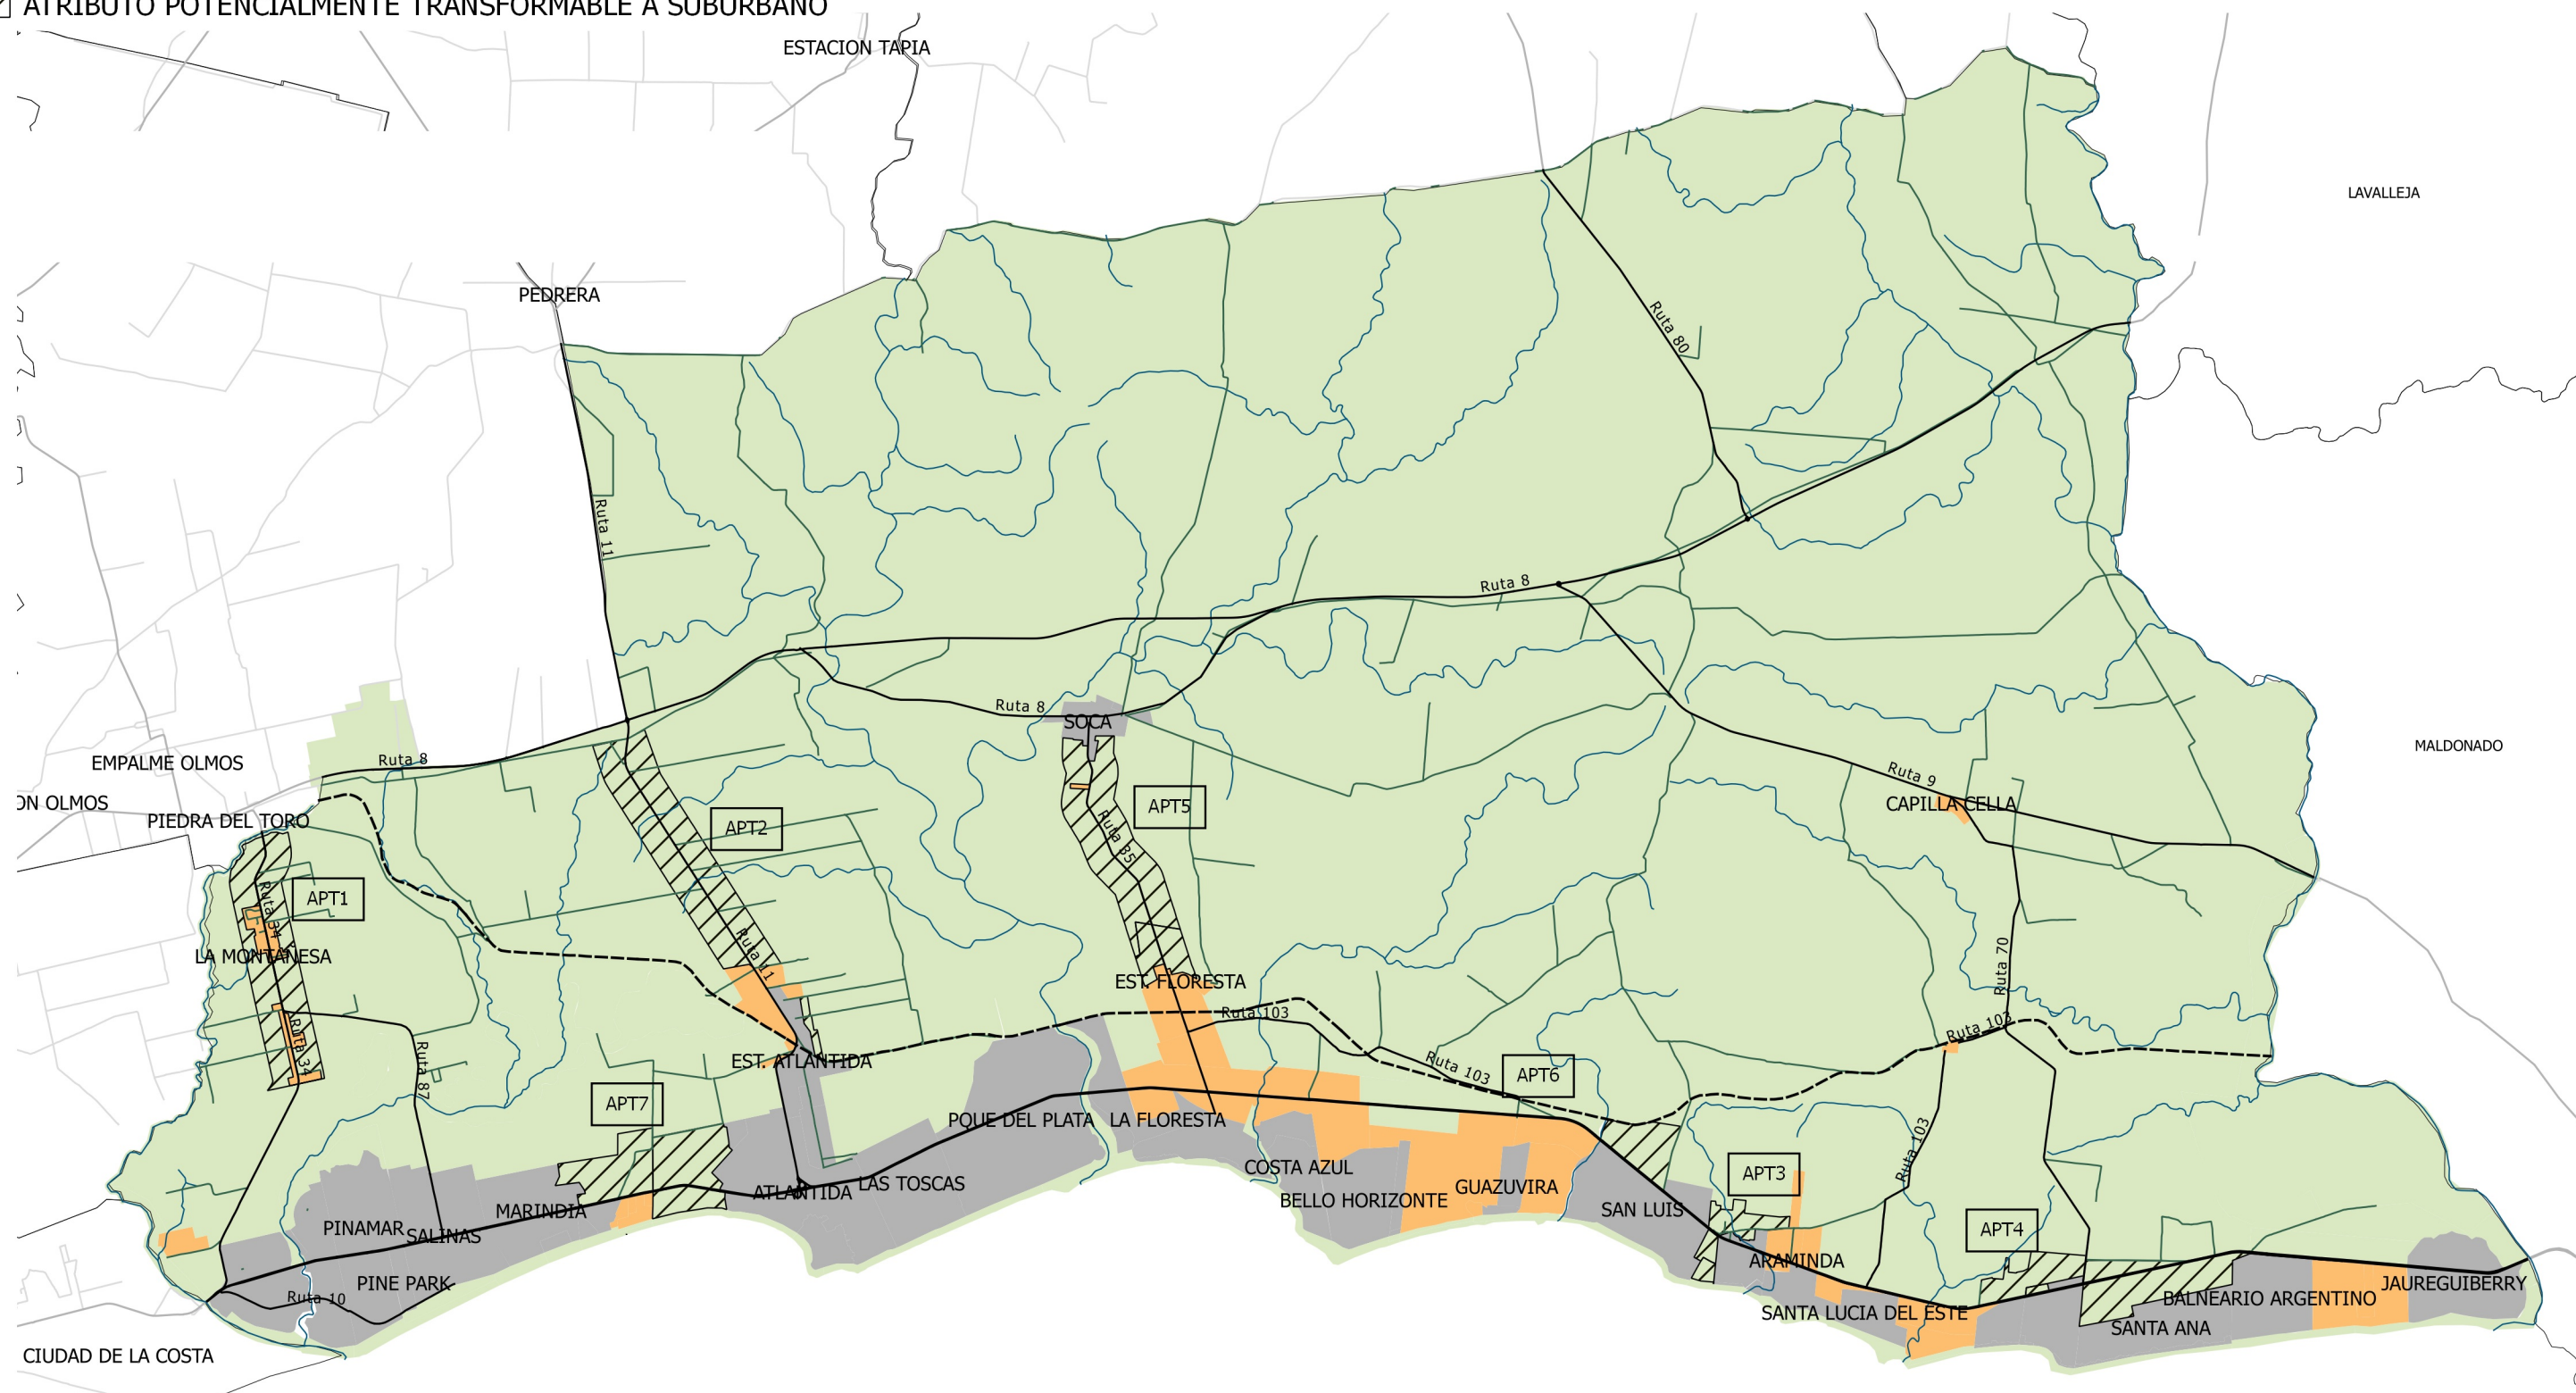 ATRIBUTO POTENCIALMENTE TRANSFORMABLE A SUBURBANO
ESTACION TAPIA
LAVALLEJA
PEDRERA
Ruta 80
Ruta 11
Ruta 8
Ruta 8
SOCA
MALDONADO
EMPALME OLMOS
Ruta 8
Ruta 9
ON OLMOS
CAPILLA CELLA
APT5
PIEDRA DEL TORO
APT2
Ruta 35
APT1
Ruta 34
LA MONTAÑESA
Ruta 11
Ruta 70
EST. FLORESTA
Ruta 103
Ruta 103
Ruta 34
EST. ATLANTIDA
Ruta 87
Ruta 103
APT6
APT7
PQUE DEL PLATA
LA FLORESTA
Ruta 103
COSTA AZUL
APT3
GUAZUVIRA
LAS TOSCAS
ATLANTIDA
BELLO HORIZONTE
MARINDIA
SAN LUIS
PINAMAR
SALINAS
APT4
ARAMINDA
PINE PARK
JAUREGUIBERRY
Ruta 10
BALNEARIO ARGENTINO
SANTA LUCIA DEL ESTE
SANTA ANA
CIUDAD DE LA COSTA